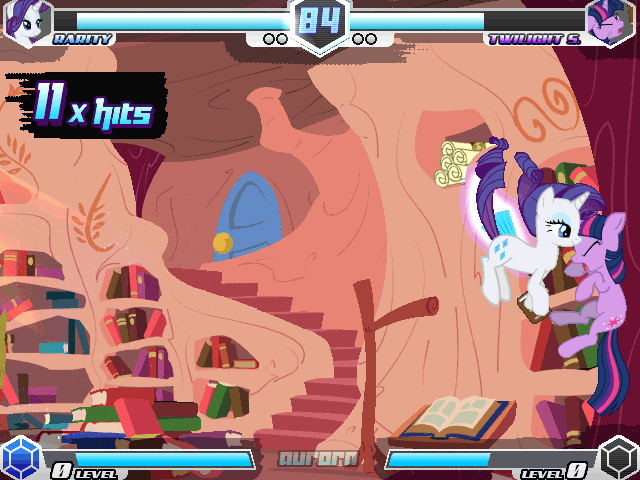 84
RARITY
TWILIGHT S.
11 x hits
0 LEVEL
aurora
LEVEL 0